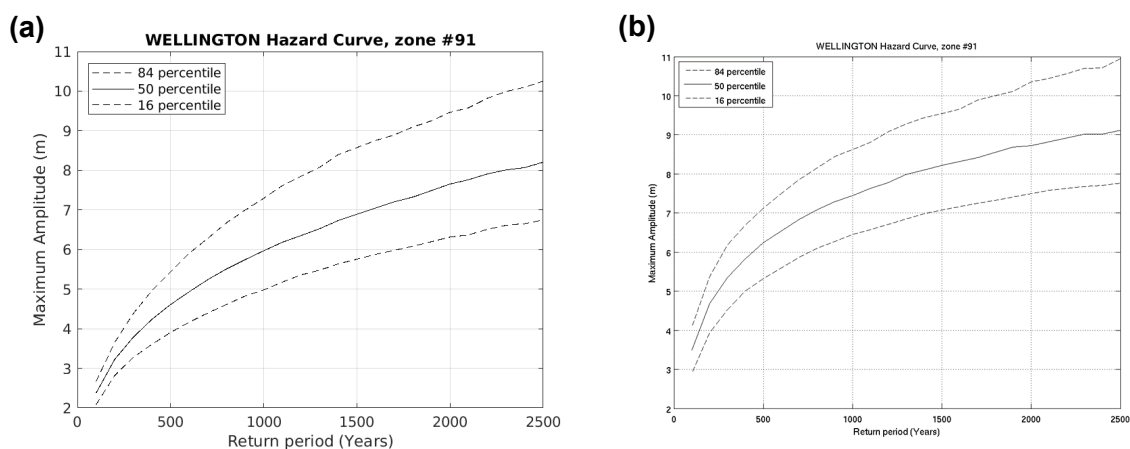 (a)
WELLINGTON Hazard Curve, zone #91
84 percentile
50 percentile
16 percentile
Maximum Amplitude (m)
11
10
9
8
7
6
5
4
3
2
0
500
1000
1500
2000
2500
Return period (Years)
(b)
WELLINGTON Hazard Curve, zone #91
84 percentile
50 percentile
16 percentile
Maximum Amplitude (m)
11
10
9
8
7
6
5
4
3
2
0
500
1000
1500
2000
2500
Return period (Years)